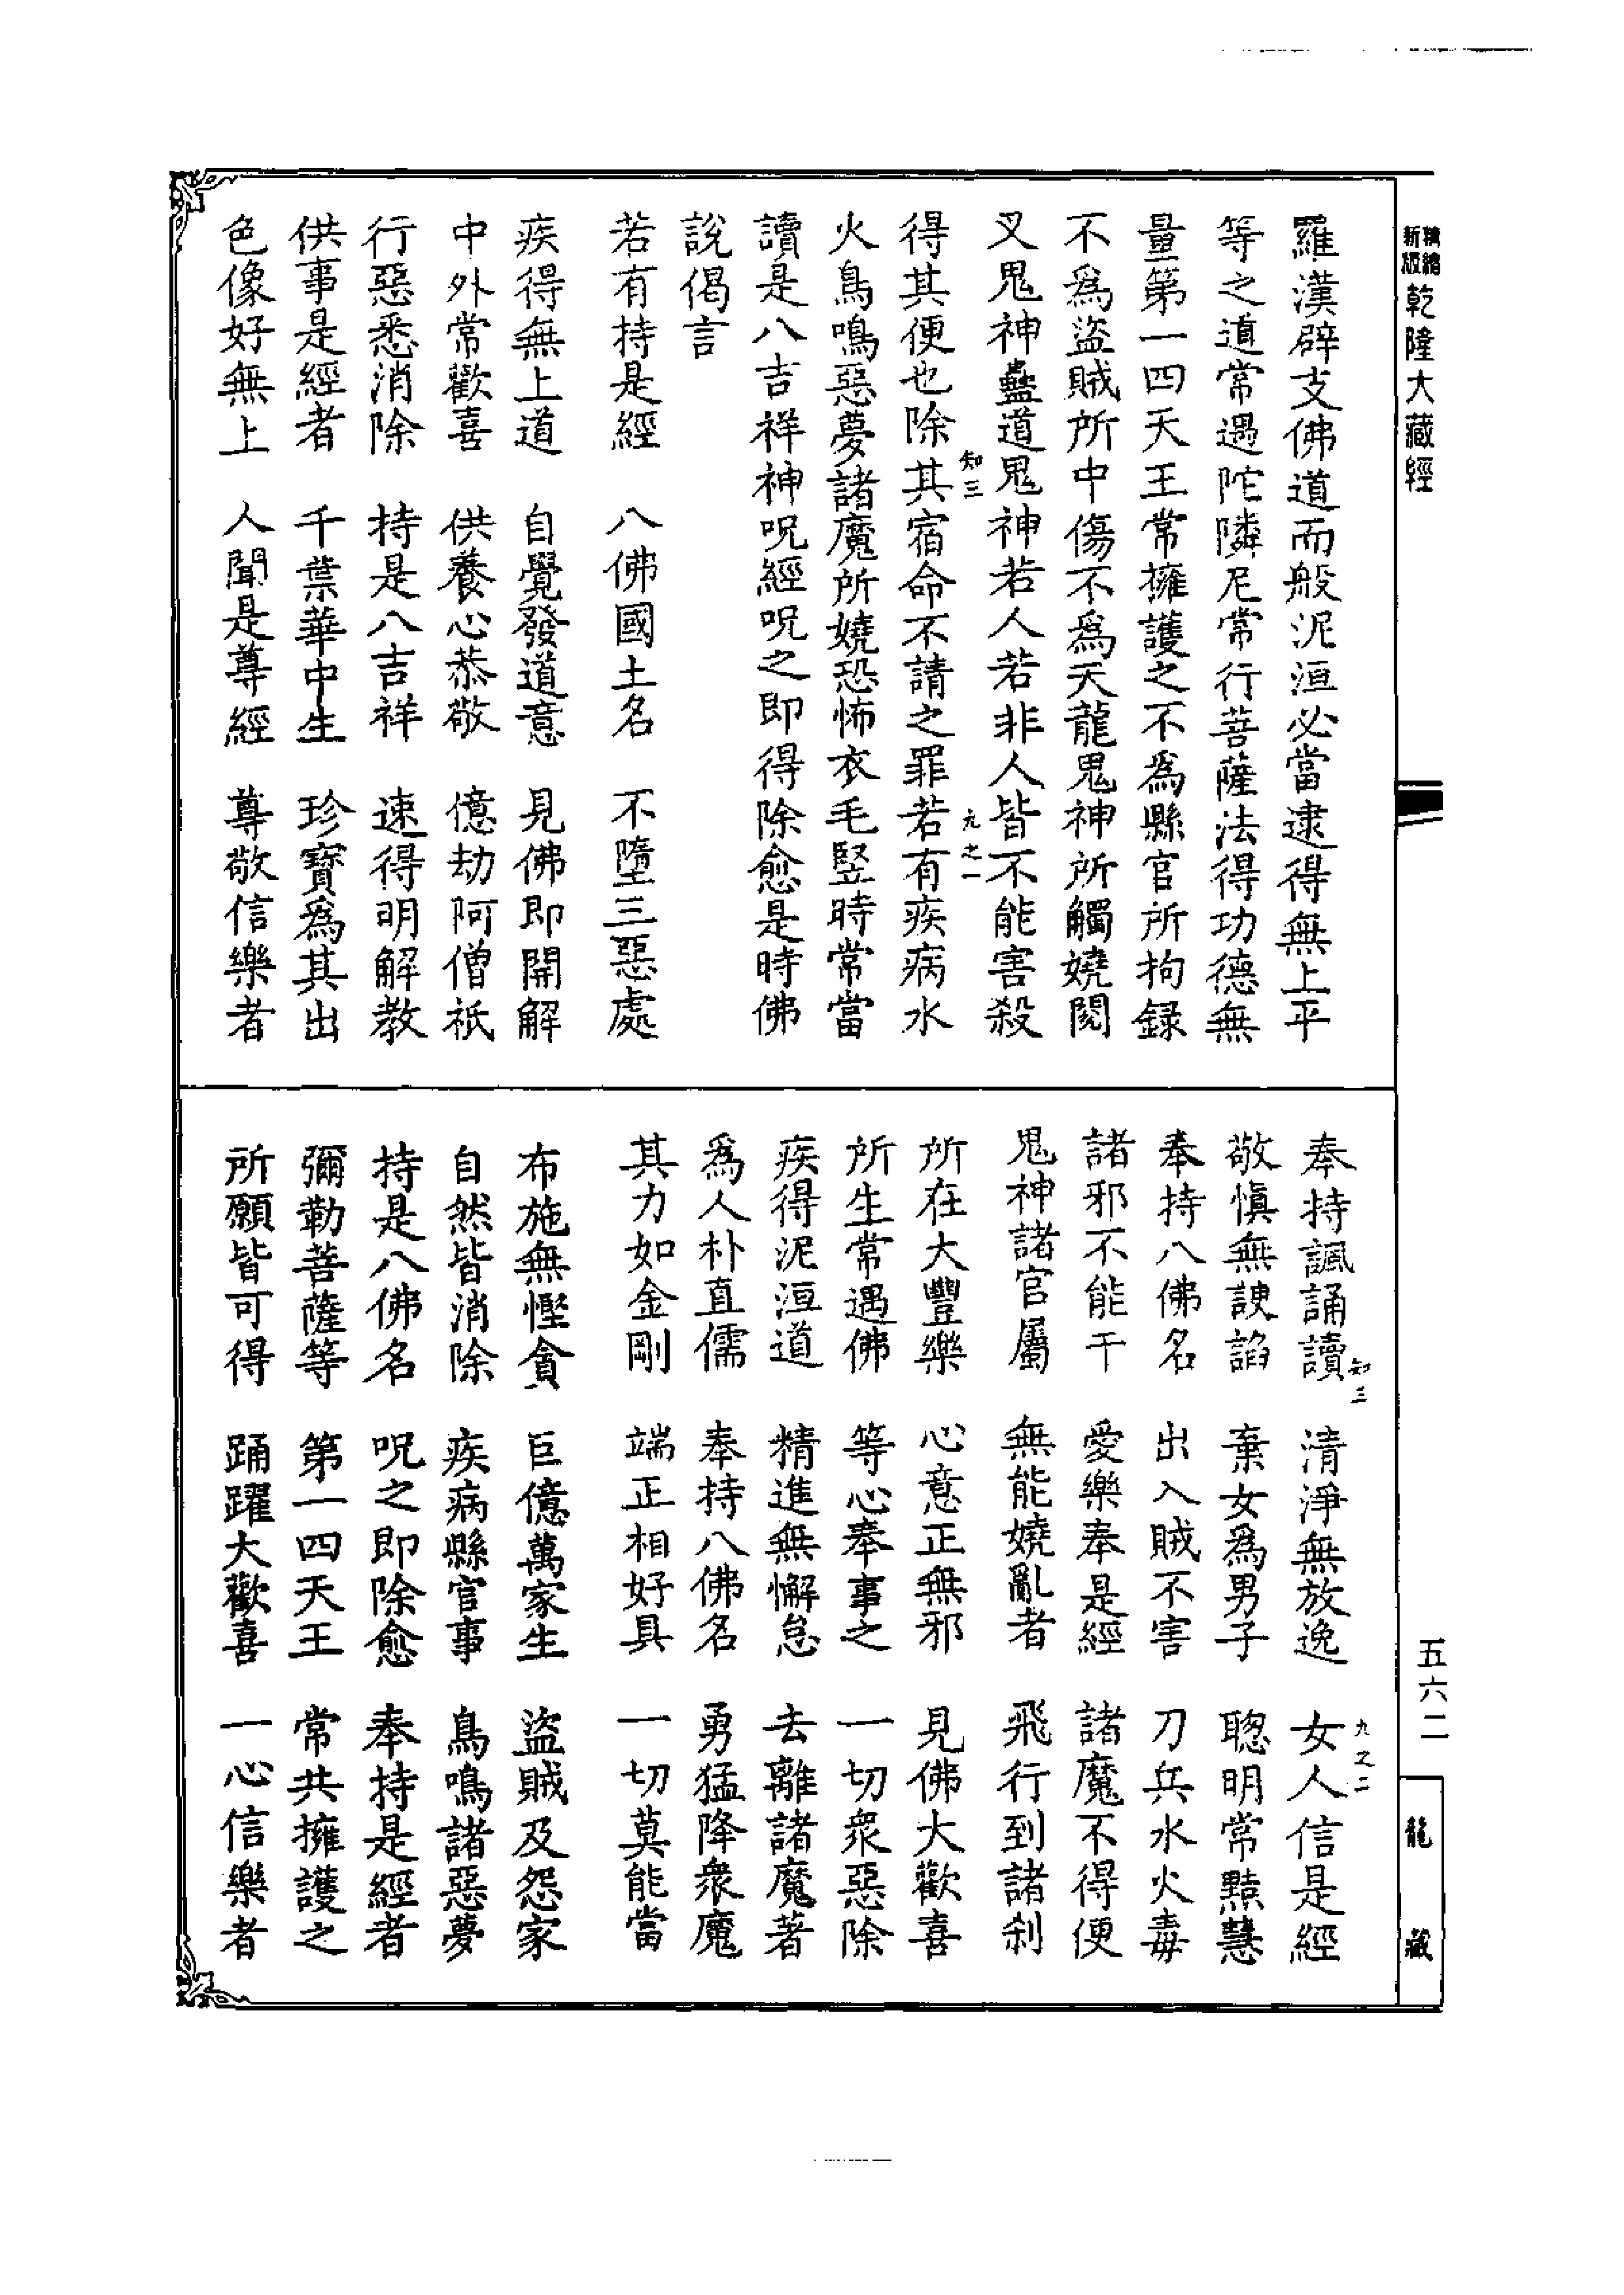 精縮新版乾隆大藏經
羅漢辟支佛道而般泥洹必當逮得無上平
等之道常遇陀隣尼常行菩薩法得功德無
量第一四天王常擁護之不為縣官所拘録
不為盜賊所中傷不為天龍鬼神所觸嬈閱
叉鬼神蠱道鬼神若人若非人皆不能害殺
得其便也除其宿命不請之罪若有疾病水
知三
九之一
火鳥鳴惡夢諸魔所嬈恐怖衣毛竪時常當
讀是八吉祥神呪經呪之即得除愈是時佛
說偈言
若有持是經 八佛國土名 不墮三惡處
疾得無上道 自覺發道意 見佛即開解
中外常歡喜 供養心恭敬 億劫阿僧祇
行惡悉消除 持是八吉祥 速得明解教
供事是經者 千葉華中生 珍寶為其出
色像好無上 人聞是尊經 尊敬信樂者
奉持諷誦讀 清淨無放逸 女人信是經
知三
九之二
敬慎無諛諂 棄女為男子 聰明常黠慧
奉持八佛名 出入賊不害 刀兵水火毒
諸邪不能干 愛樂奉是經 諸魔不得便
鬼神諸官屬 無能嬈亂者 飛行到諸刹
所在大豐樂 心意正無邪 見佛大歡喜
所生常遇佛 等心奉事之 一切衆惡除
疾得泥洹道 精進無懈怠 去離諸魔著
為人朴直儒 奉持八佛名 勇猛降衆魔
其力如金剛 端正相好具 一切莫能當
布施無慳貪 巨億萬家生 盜賊及怨家
自然皆消除 疾病縣官事 鳥鳴諸惡夢
持是八佛名 呪之即除愈 奉持是經者
彌勒菩薩等 第一四天王 常共擁護之
所願皆可得 踊躍大歡喜 一心信樂者
五六二
龍藏